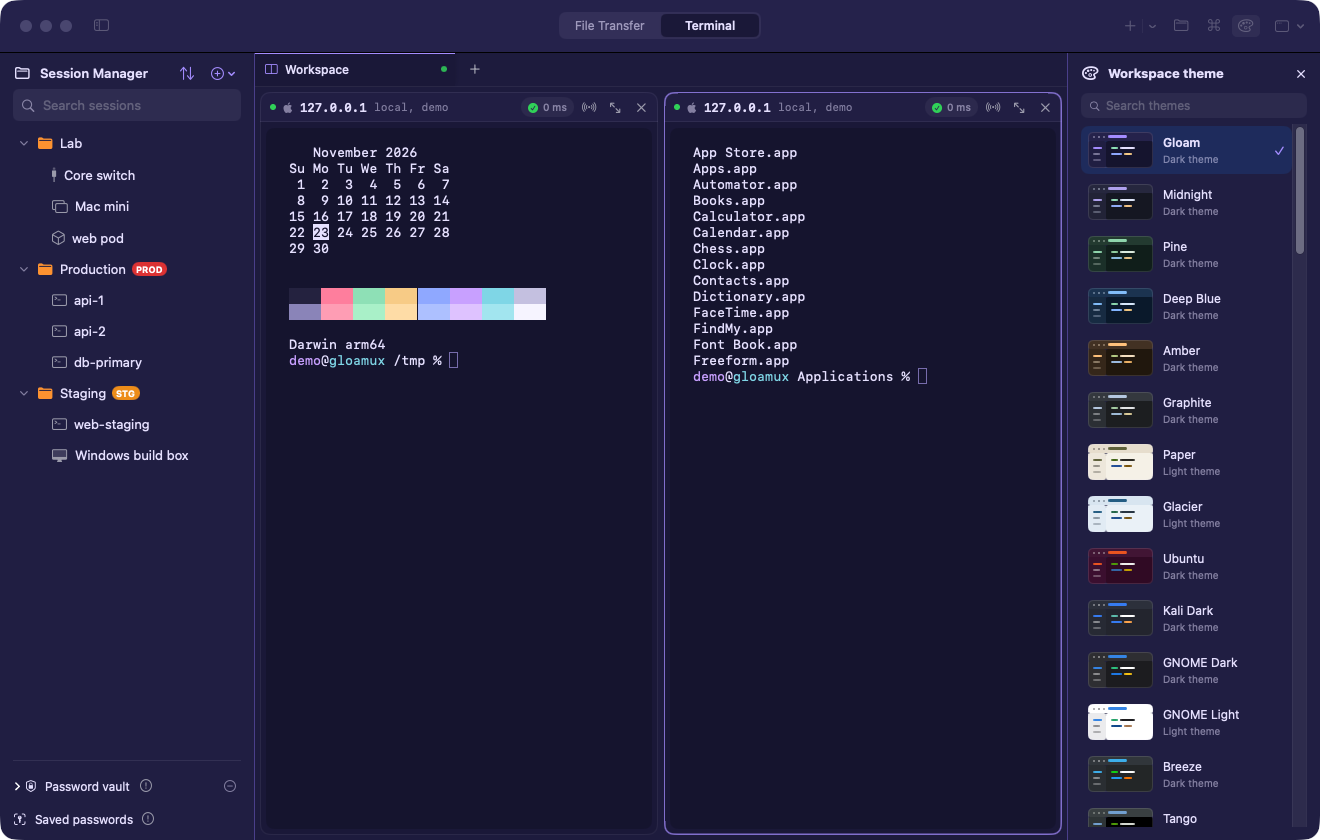 File Transfer
Terminal
Session Manager
Search sessions
Lab
Core switch
Mac mini
web pod
Production PROD
api-1
api-2
db-primary
Staging STG
web-staging
Windows build box
Password vault
Saved passwords
Workspace
127.0.0.1 local, demo 0 ms
November 2026
Su Mo Tu We Th Fr Sa
1 2 3 4 5 6 7
8 9 10 11 12 13 14
15 16 17 18 19 20 21
22 23 24 25 26 27 28
29 30
Darwin arm64
demo@gloamux /tmp %
127.0.0.1 local, demo 0 ms
App Store.app
Apps.app
Automator.app
Books.app
Calculator.app
Calendar.app
Chess.app
Clock.app
Contacts.app
Dictionary.app
FaceTime.app
FindMy.app
Font Book.app
Freeform.app
demo@gloamux Applications %
Workspace theme
Search themes
Gloam
Dark theme
Midnight
Dark theme
Pine
Dark theme
Deep Blue
Dark theme
Amber
Dark theme
Graphite
Dark theme
Paper
Light theme
Glacier
Light theme
Ubuntu
Dark theme
Kali Dark
Dark theme
GNOME Dark
Dark theme
GNOME Light
Light theme
Breeze
Dark theme
Tango